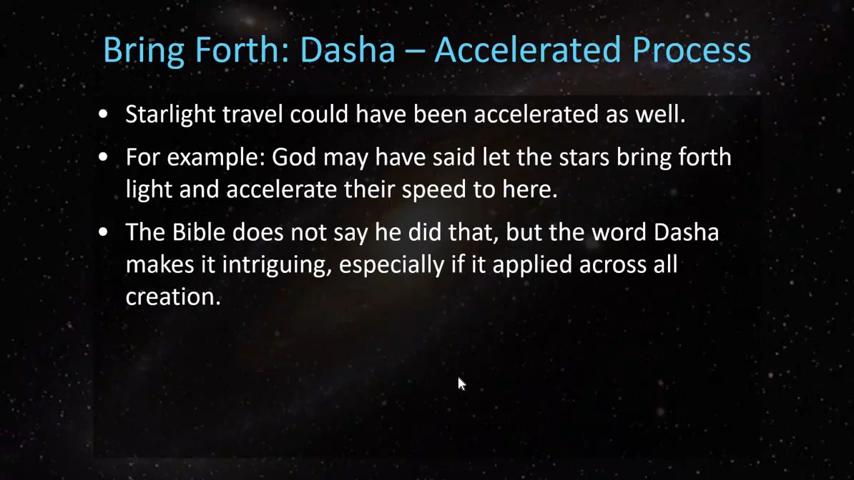 Bring Forth: Dasha – Accelerated Process
• Starlight travel could have been accelerated as well.
• For example: God may have said let the stars bring forth
light and accelerate their speed to here.
• The Bible does not say he did that, but the word Dasha
makes it intriguing, especially if it applied across all
creation.